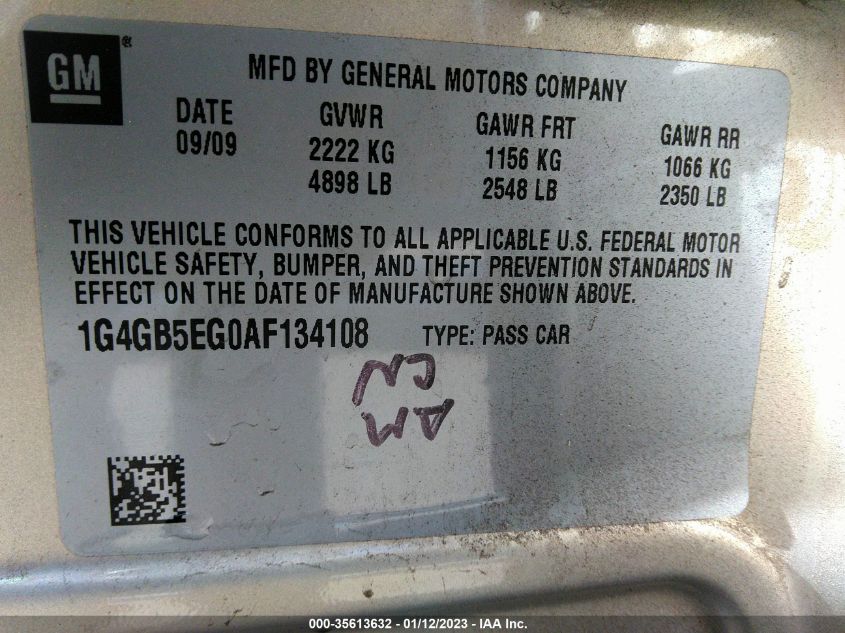 GM ®
MFD BY GENERAL MOTORS COMPANY
DATE GVWR GAWR FRT GAWR RR
09/09 2222 KG 1156 KG 1066 KG
4898 LB 2548 LB 2350 LB
THIS VEHICLE CONFORMS TO ALL APPLICABLE U.S. FEDERAL MOTOR
VEHICLE SAFETY, BUMPER, AND THEFT PREVENTION STANDARDS IN
EFFECT ON THE DATE OF MANUFACTURE SHOWN ABOVE.
1G4GB5EG0AF134108 TYPE: PASS CAR
000-35613632 - 01/12/2023 - IAA Inc.